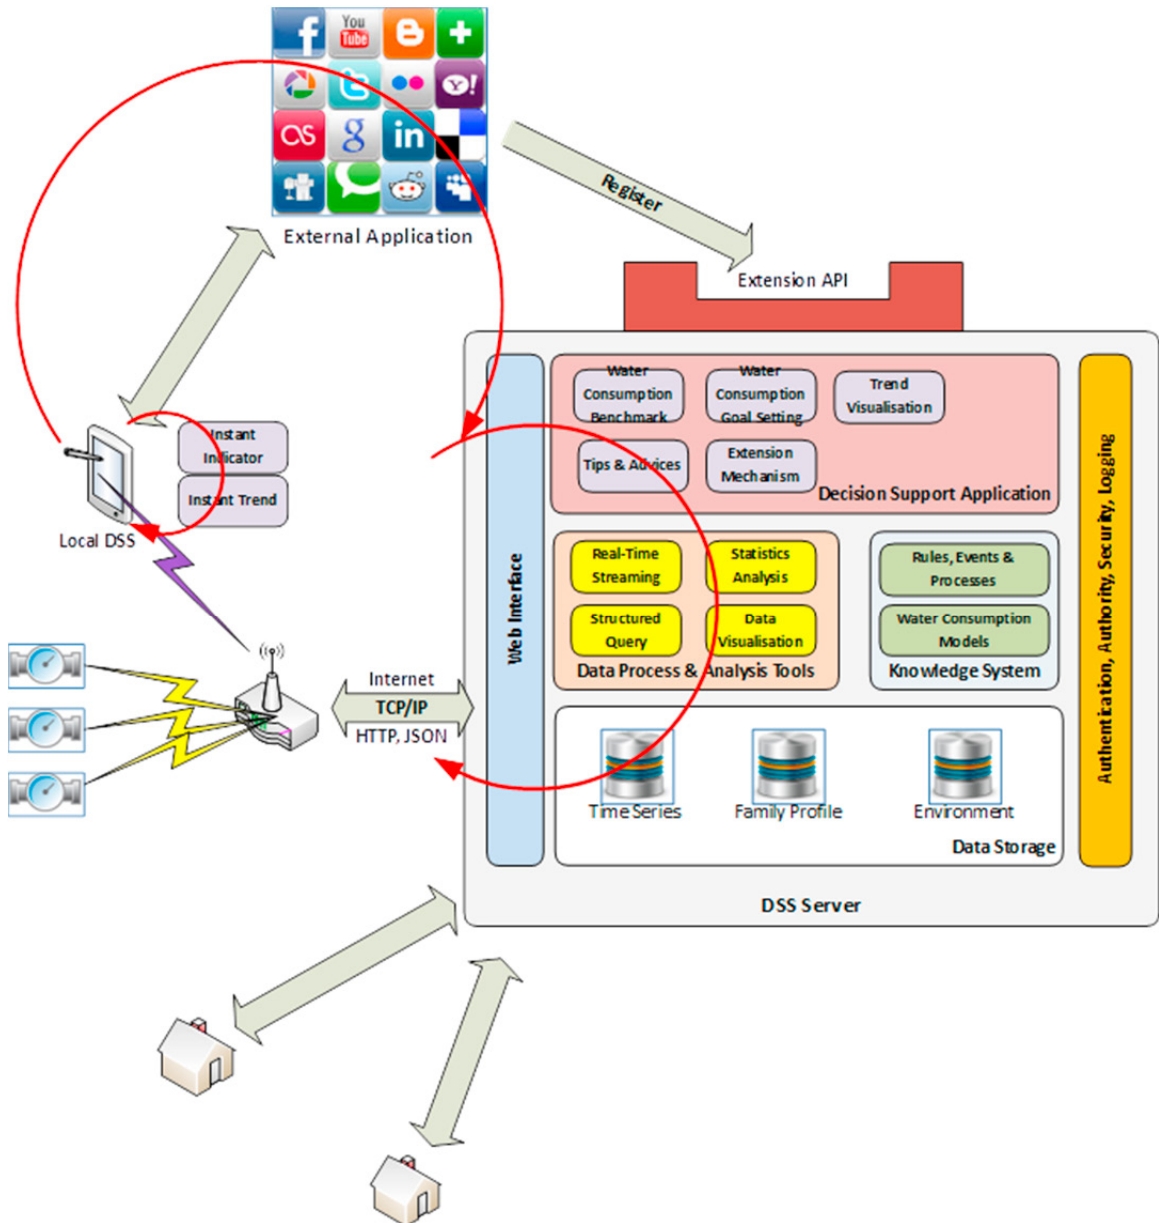 You
Tube
Y!
g
in
External Application
Register
Extension API
Water
Consumption
Benchmark
Water
Consumption
Goal Setting
Trend
Visualisation
Tips & Advices
Extension
Mechanism
Decision Support Application
Instant
Indicator
Instant Trend
Local DSS
Web Interface
Real-Time
Streaming
Statistics
Analysis
Structured
Query
Data
Visualisation
Data Process & Analysis Tools
Rules, Events &
Processes
Water Consumption
Models
Knowledge System
Authentication, Authority, Security, Logging
Internet
TCP/IP
HTTP, JSON
Time Series
Family Profile
Environment
Data Storage
DSS Server